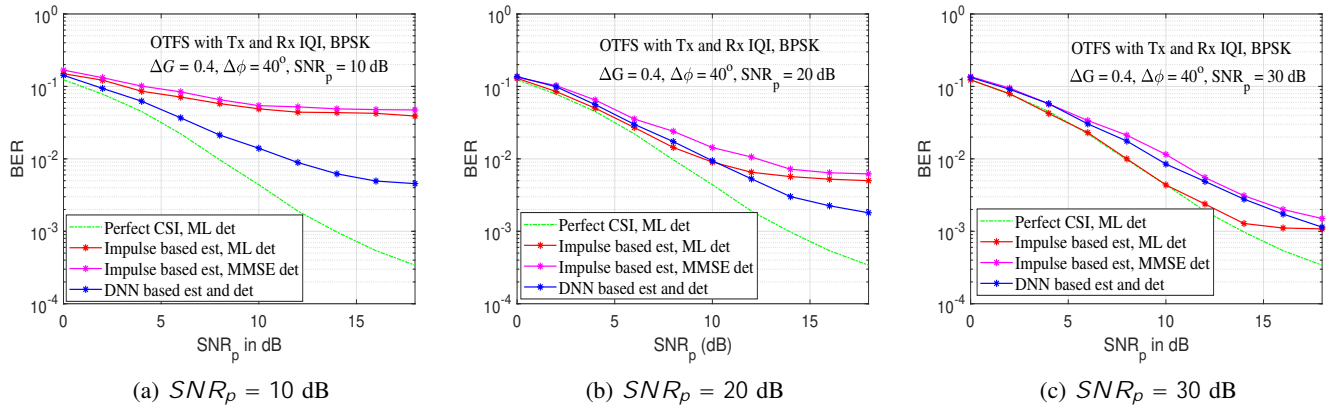 10^0
10^-1
10^-2
10^-3
10^-4
BER
OTFS with Tx and Rx IQI, BPSK
ΔG = 0.4, Δϕ = 40°, SNR_p = 10 dB
Perfect CSI, ML det
Impulse based est, ML det
Impulse based est, MMSE det
DNN based est and det
0 5 10 15
SNR_p in dB
(a) SNR_p = 10 dB
10^0
10^-1
10^-2
10^-3
10^-4
BER
OTFS with Tx and Rx IQI, BPSK
ΔG = 0.4, Δϕ = 40°, SNR_p = 20 dB
Perfect CSI, ML det
Impulse based est, ML det
Impulse based est, MMSE det
DNN based est and det
0 5 10 15
SNR_p (dB)
(b) SNR_p = 20 dB
10^0
10^-1
10^-2
10^-3
10^-4
BER
OTFS with Tx and Rx IQI, BPSK
ΔG = 0.4, Δϕ = 40°, SNR_p = 30 dB
Perfect CSI, ML det
Impulse based est, ML det
Impulse based est, MMSE det
DNN based est and det
0 5 10 15
SNR_p in dB
(c) SNR_p = 30 dB